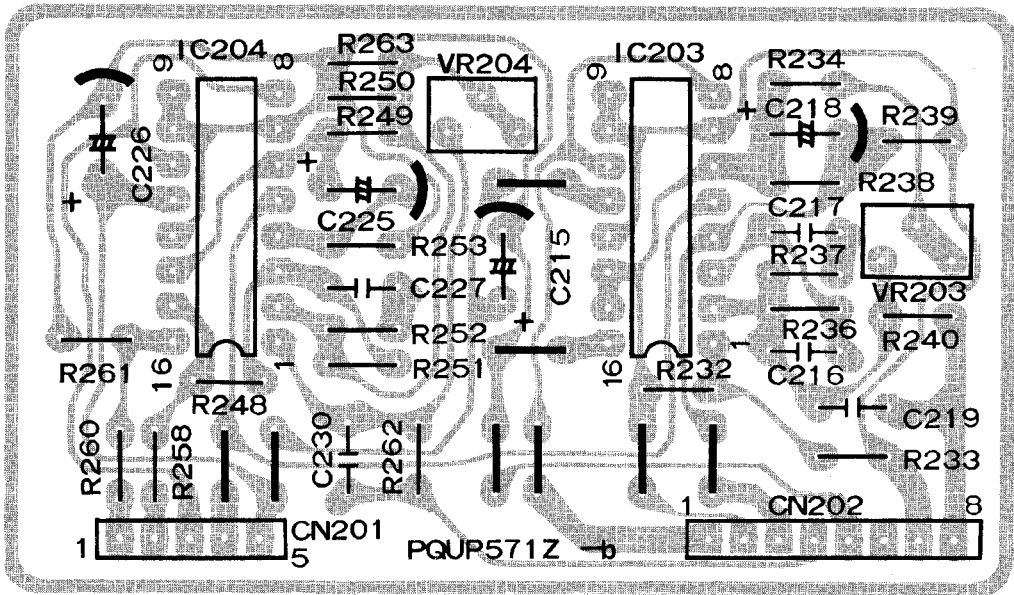 IC204
9
8
R263
VR204
R250
R249
C226
+
+
C225
R253
C227
R252
R251
C215
+
IC203
9
8
R234
+
C218
R239
R238
C217
R237
VR203
R236
R240
C216
R261
16
1
R248
16
R232
1
C219
R233
R260
R258
C230
R262
1
CN201
5
PQUP571Z -b
1
CN202
8